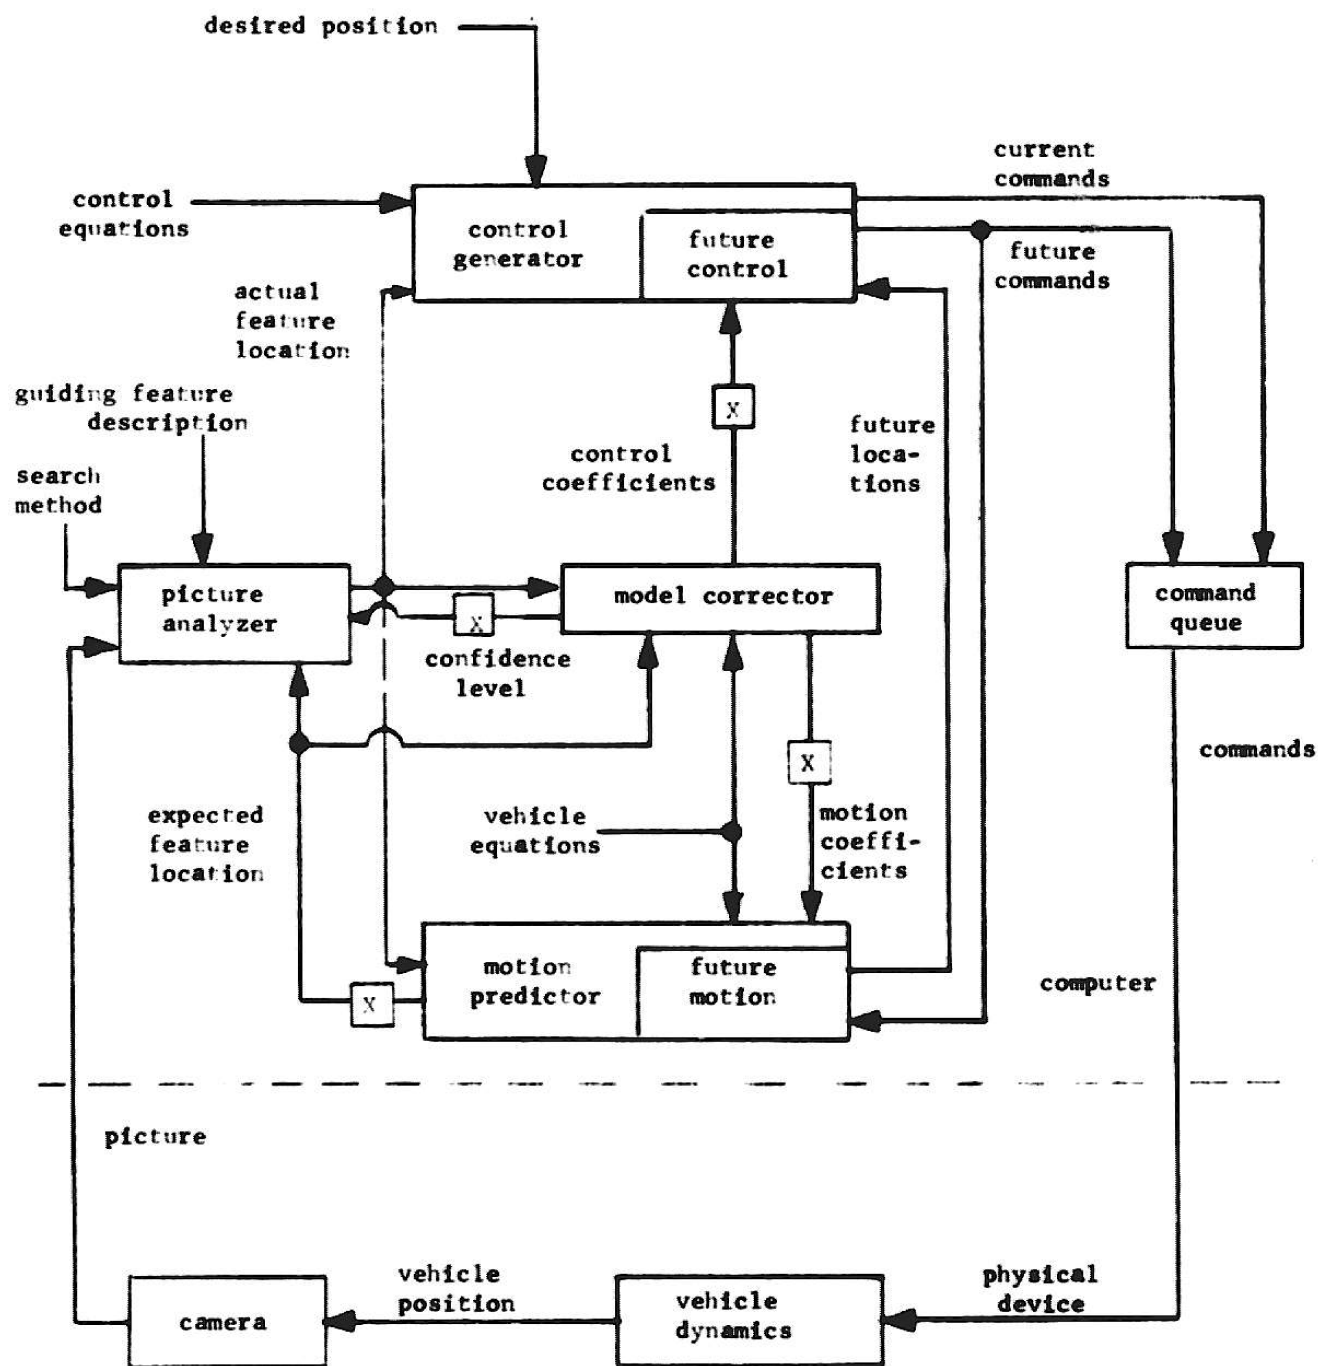 desired position
current
commands
control
equations
control
generator
future
control
future
commands
actual
feature
location
guiding feature
description
X
search
method
control
coefficients
future
loca-
tions
picture
analyzer
X
model corrector
command
queue
confidence
level
X
commands
expected
feature
location
vehicle
equations
motion
coeffi-
cients
motion
predictor
future
motion
X
computer
picture
camera
vehicle
position
vehicle
dynamics
physical
device